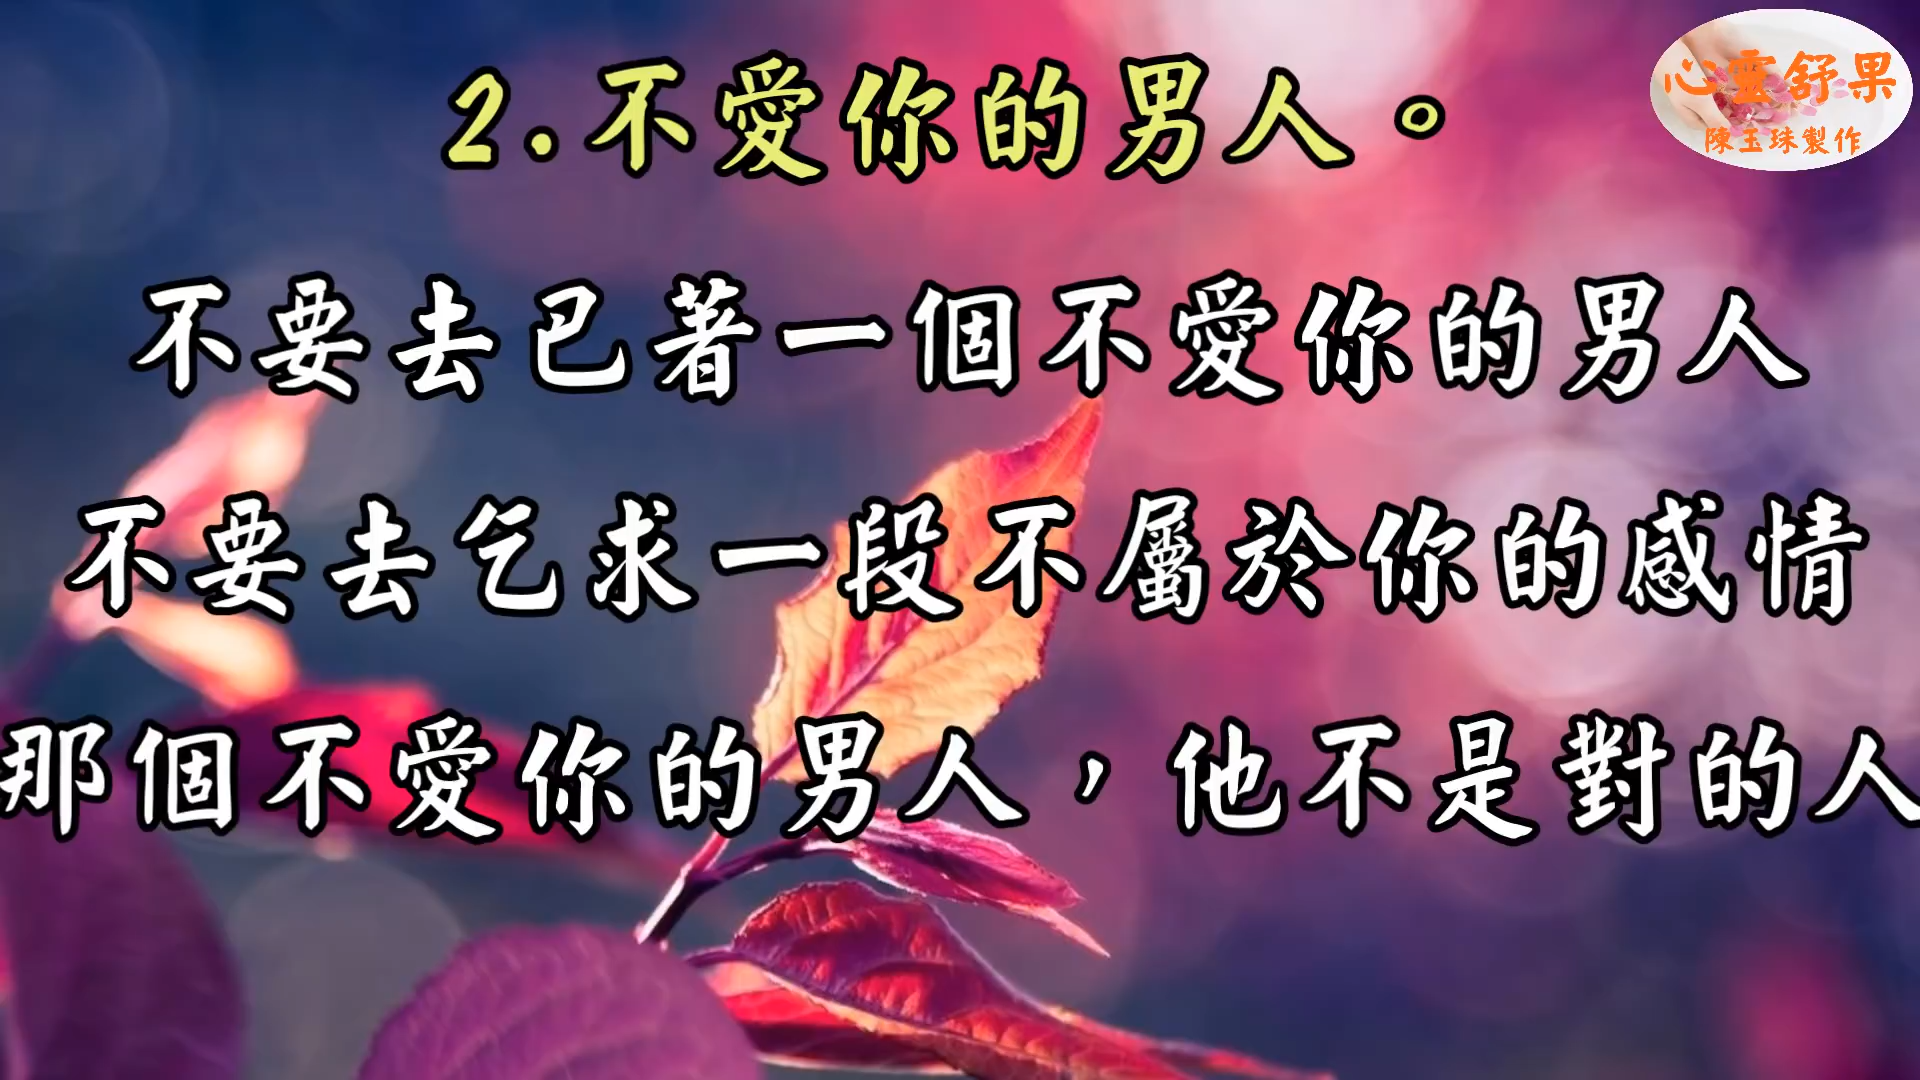 心靈舒果
陳玉珠製作
2.不愛你的男人。
不要去已著一個不愛你的男人
不要去乞求一段不屬於你的感情
那個不愛你的男人，他不是對的人